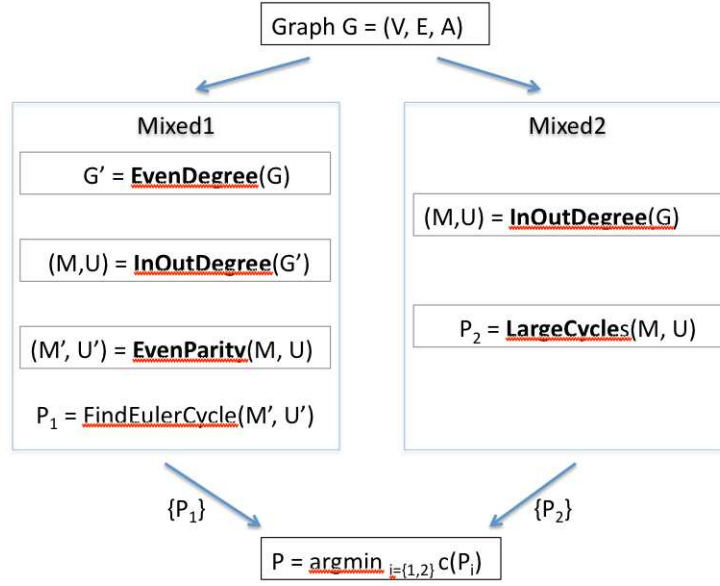 Graph G = (V, E, A)
Mixed1
G' = EvenDegree(G)
(M,U) = InOutDegree(G')
(M', U') = EvenParity(M, U)
P₁ = FindEulerCycle(M', U')
Mixed2
(M,U) = InOutDegree(G)
P₂ = LargeCycles(M, U)
{P₁}
{P₂}
P = argmin i={1,2} c(Pᵢ)